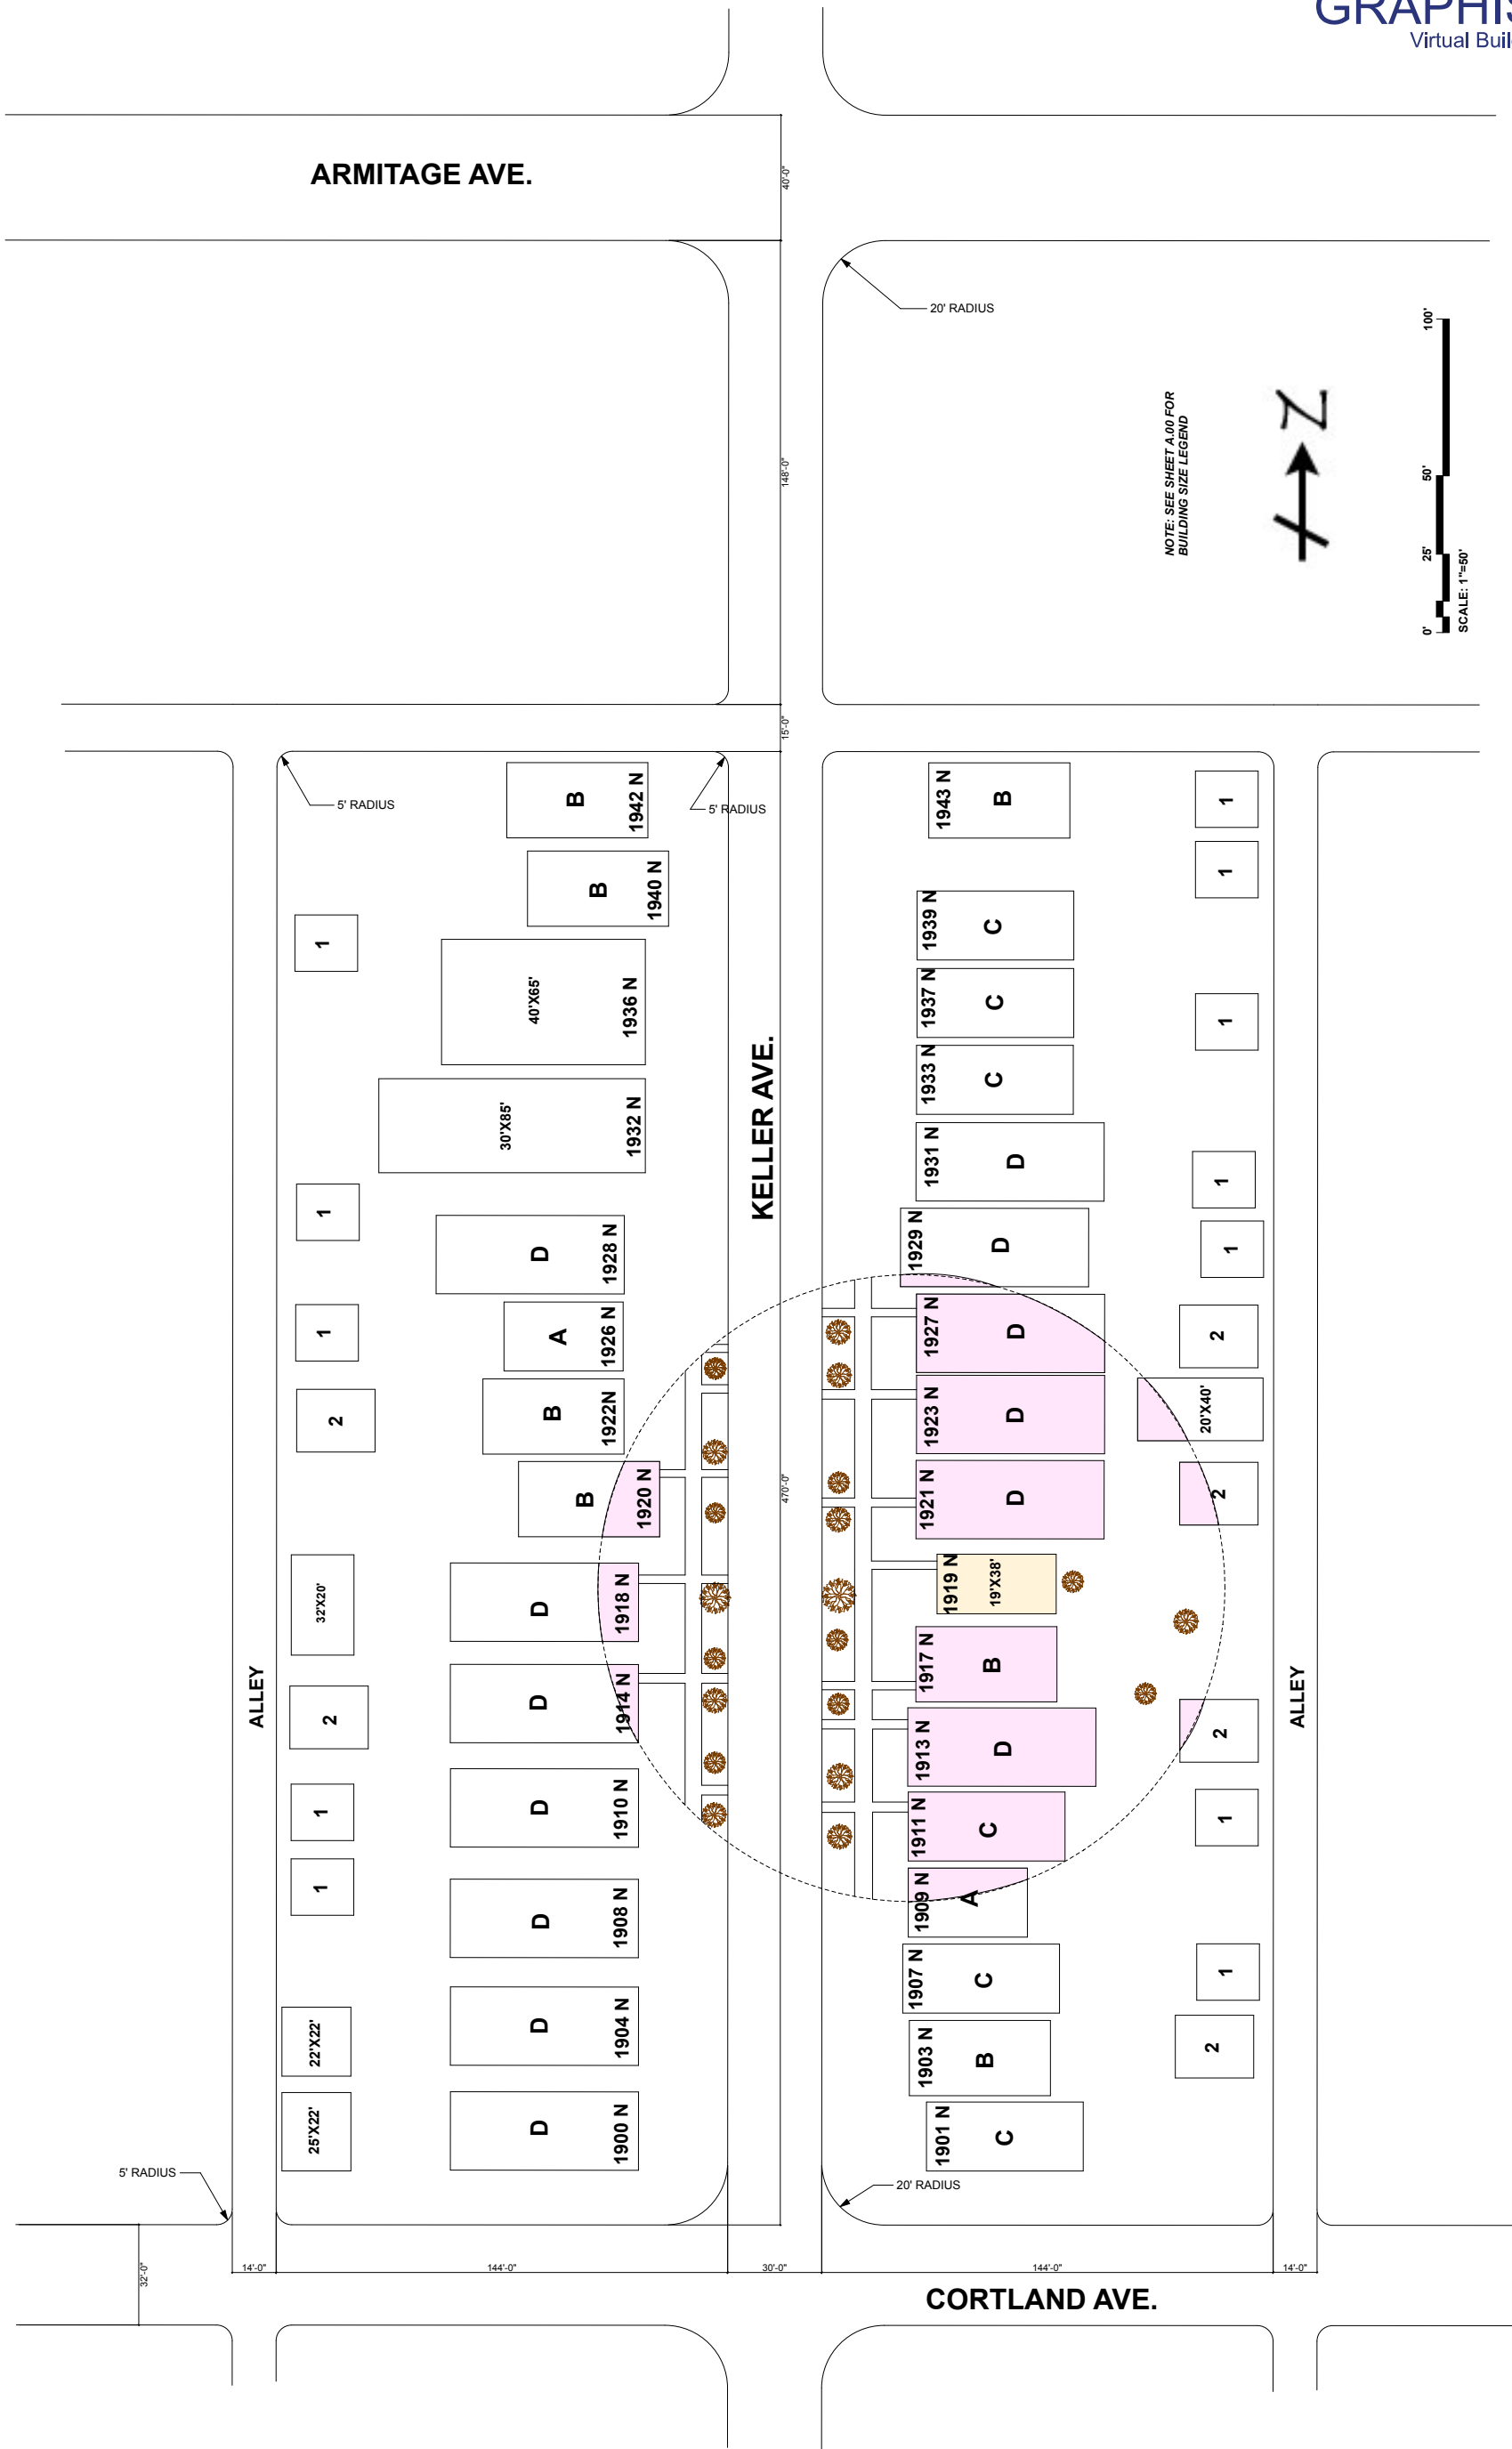 GRAPHIS
Virtual Buil
ARMITAGE AVE.
40'-0"
20' RADIUS
148'-0"
NOTE: SEE SHEET A.00 FOR
BUILDING SIZE LEGEND
N
0'
25'
50'
100'
SCALE: 1"=50'
15'-0"
5' RADIUS
5' RADIUS
B
1942 N
1943 N
B
1
B
1940 N
1
1
1939 N
C
40'X65'
1936 N
1937 N
C
1
KELLER AVE.
1933 N
C
30'X85'
1932 N
1931 N
D
1
1
D
1928 N
1929 N
D
1
1
A
1926 N
1927 N
D
2
2
B
1922N
1923 N
D
20'X40'
470'-0"
B
1920 N
1921 N
D
2
32'X20'
D
1918 N
1919 N
19'X38'
ALLEY
1917 N
B
ALLEY
2
D
1914 N
1913 N
D
2
1
D
1910 N
1911 N
C
1
1
D
1908 N
1909 N
A
1907 N
C
1
22'X22'
D
1904 N
1903 N
B
2
25'X22'
D
1900 N
1901 N
C
5' RADIUS
20' RADIUS
32'-0"
14'-0"
144'-0"
30'-0"
144'-0"
14'-0"
CORTLAND AVE.